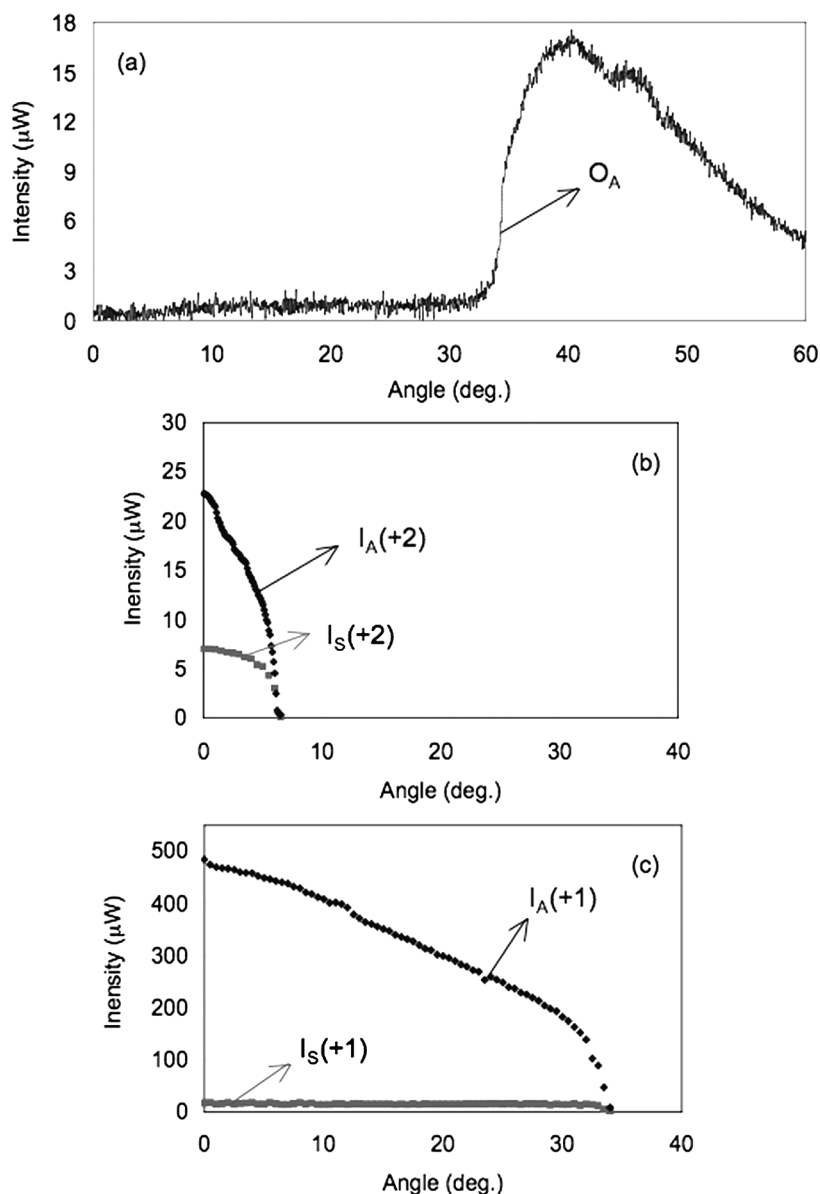 18
15
12
9
6
3
0
Intensity (μW)
(a)
O_A
0 10 20 30 40 50 60
Angle (deg.)
30
25
20
15
10
5
0
Inensity (μW)
(b)
I_A(+2)
I_S(+2)
0 10 20 30 40
Angle (deg.)
500
400
300
200
100
0
Inensity (μW)
(c)
I_A(+1)
I_S(+1)
0 10 20 30 40
Angle (deg.)